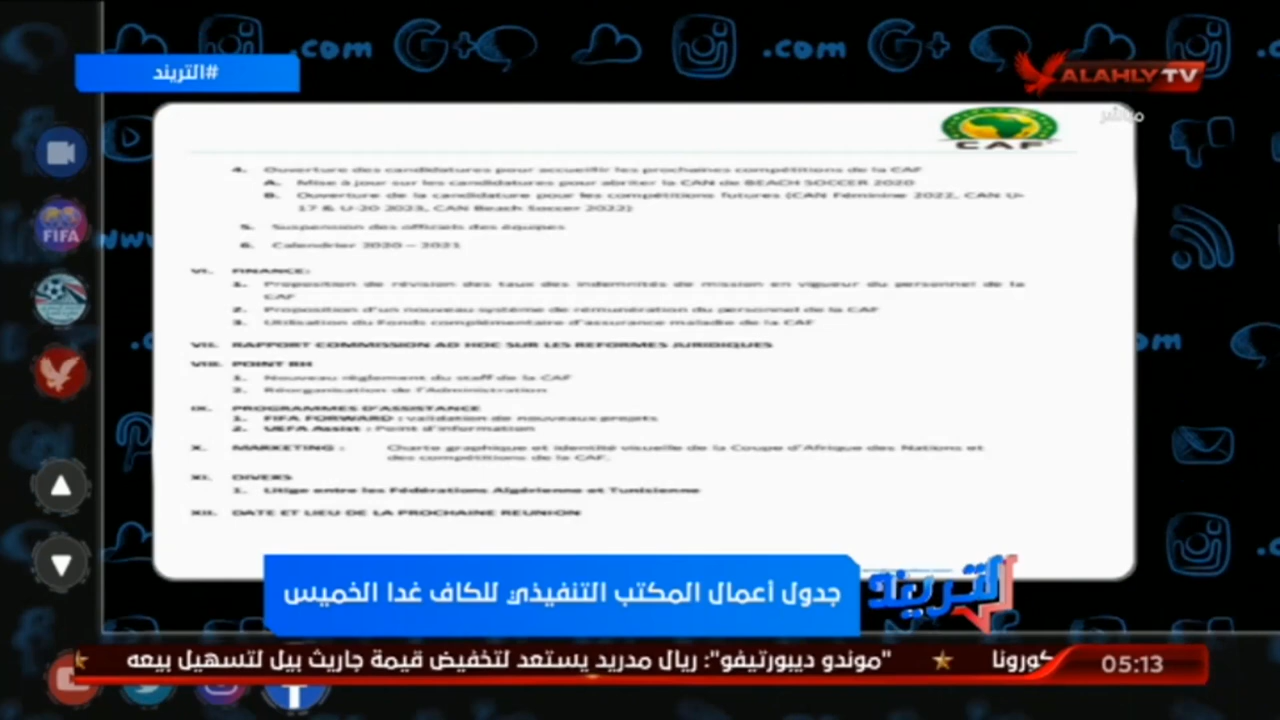 #التريند
ALAHLY TV
مباشر
.com
G+
.com
G+
FIFA
CAF
4. Ouverture des candidatures pour accueillir les prochaines compétitions de la CAF
A. Mise à jour sur les candidatures pour abriter la CAN de BEACH SOCCER 2020
B. Ouverture de la candidature pour les compétitions futures (CAN Féminine 2022, CAN U-
17 & U-20 2023, CAN Beach Soccer 2022)
5. Suspension des officiels des équipes
6. Calendrier 2020 – 2021
VI. FINANCE:
1. Proposition de révision des taux des indemnités de mission en vigueur du personnel de la
CAF
2. Proposition d'un nouveau système de rémunération du personnel de la CAF
3. Utilisation du Fonds complémentaire d'assurance maladie de la CAF
VII. RAPPORT COMMISSION AD HOC SUR LES REFORMES JURIDIQUES
VIII. POINT RH
1. Nouveau règlement du staff de la CAF
2. Réorganisation de l'Administration
IX. PROGRAMMES D'ASSISTANCE
1. FIFA FORWARD : validation de nouveaux projets
2. UEFA Assist : Point d'information
X. MARKETING : Charte graphique et identité visuelle de la Coupe d'Afrique des Nations et
des compétitions de la CAF.
XI. DIVERS
1. Litige entre les Fédérations Algérienne et Tunisienne
XII. DATE ET LIEU DE LA PROCHAINE REUNION
جدول أعمال المكتب التنفيذي للكاف غدا الخميس
التريند
كورونا ★ "موندو ديبورتيفو": ريال مدريد يستعد لتخفيض قيمة جاريث بيل لتسهيل بيعه
05:13